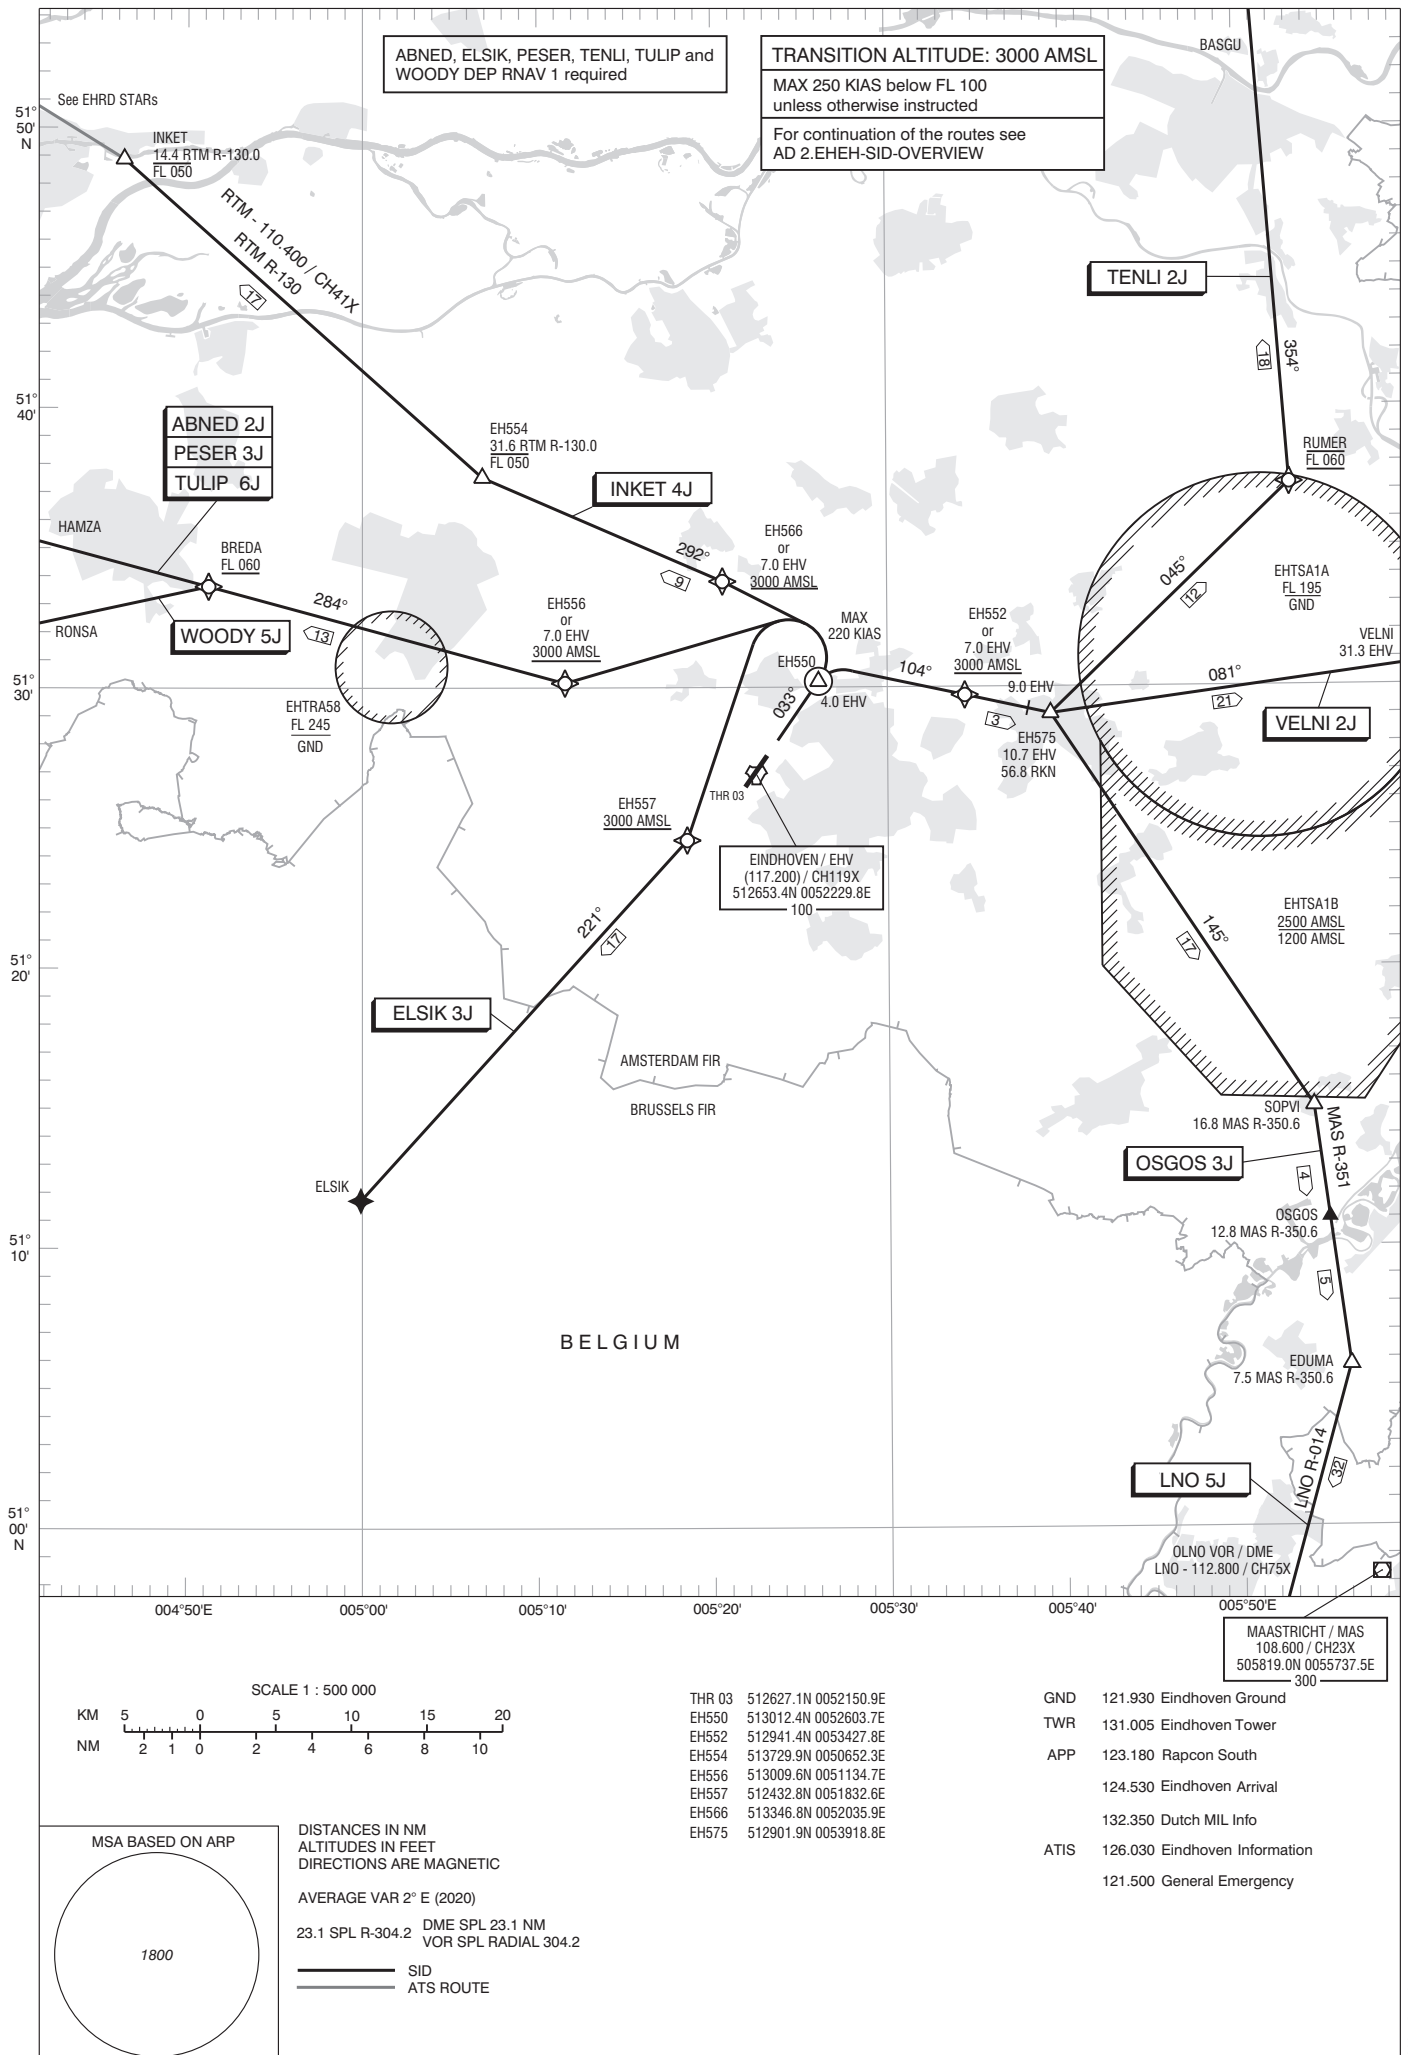 ABNED, ELSIK, PESER, TENLI, TULIP and
WOODY DEP RNAV 1 required
TRANSITION ALTITUDE: 3000 AMSL
MAX 250 KIAS below FL 100
unless otherwise instructed
For continuation of the routes see
AD 2.EHEH-SID-OVERVIEW
BASGU
See EHRD STARs
51°
50'
N
INKET
14.4 RTM R-130.0
FL 050
RTM - 110.400 / CH41X
RTM R-130
17
TENLI 2J
18
354°
51°
40'
ABNED 2J
PESER 3J
TULIP 6J
EH554
31.6 RTM R-130.0
FL 050
INKET 4J
RUMER
FL 060
HAMZA
BREDA
FL 060
292°
9
EH566
or
7.0 EHV
3000 AMSL
045°
12
EHTSA1A
FL 195
GND
284°
13
EH556
or
7.0 EHV
3000 AMSL
MAX
220 KIAS
EH552
or
7.0 EHV
3000 AMSL
RONSA
WOODY 5J
VELNI
31.3 EHV
EH550
104°
081°
51°
30'
033°
4.0 EHV
9.0 EHV
21
3
EHTRA58
FL 245
GND
VELNI 2J
EH575
10.7 EHV
56.8 RKN
EH557
3000 AMSL
THR 03
EINDHOVEN / EHV
(117.200) / CH119X
512653.4N 0052229.8E
100
EHTSA1B
2500 AMSL
1200 AMSL
221°
17
145°
17
51°
20'
ELSIK 3J
AMSTERDAM FIR
BRUSSELS FIR
SOPVI
16.8 MAS R-350.6
MAS R-351
OSGOS 3J
4
ELSIK
OSGOS
12.8 MAS R-350.6
51°
10'
5
BELGIUM
EDUMA
7.5 MAS R-350.6
LNO R-014
32
LNO 5J
51°
00'
N
OLNO VOR / DME
LNO - 112.800 / CH75X
004°50'E
005°00'
005°10'
005°20'
005°30'
005°40'
005°50'E
MAASTRICHT / MAS
108.600 / CH23X
505819.0N 0055737.5E
300
SCALE 1 : 500 000
KM 5 0 5 10 15 20
NM 2 1 0 2 4 6 8 10
THR 03 512627.1N 0052150.9E
EH550 513012.4N 0052603.7E
EH552 512941.4N 0053427.8E
EH554 513729.9N 0050652.3E
EH556 513009.6N 0051134.7E
EH557 512432.8N 0051832.6E
EH566 513346.8N 0052035.9E
EH575 512901.9N 0053918.8E
GND 121.930 Eindhoven Ground
TWR 131.005 Eindhoven Tower
APP 123.180 Rapcon South
124.530 Eindhoven Arrival
132.350 Dutch MIL Info
ATIS 126.030 Eindhoven Information
121.500 General Emergency
MSA BASED ON ARP
1800
DISTANCES IN NM
ALTITUDES IN FEET
DIRECTIONS ARE MAGNETIC
AVERAGE VAR 2° E (2020)
23.1 SPL R-304.2
DME SPL 23.1 NM
VOR SPL RADIAL 304.2
SID
ATS ROUTE